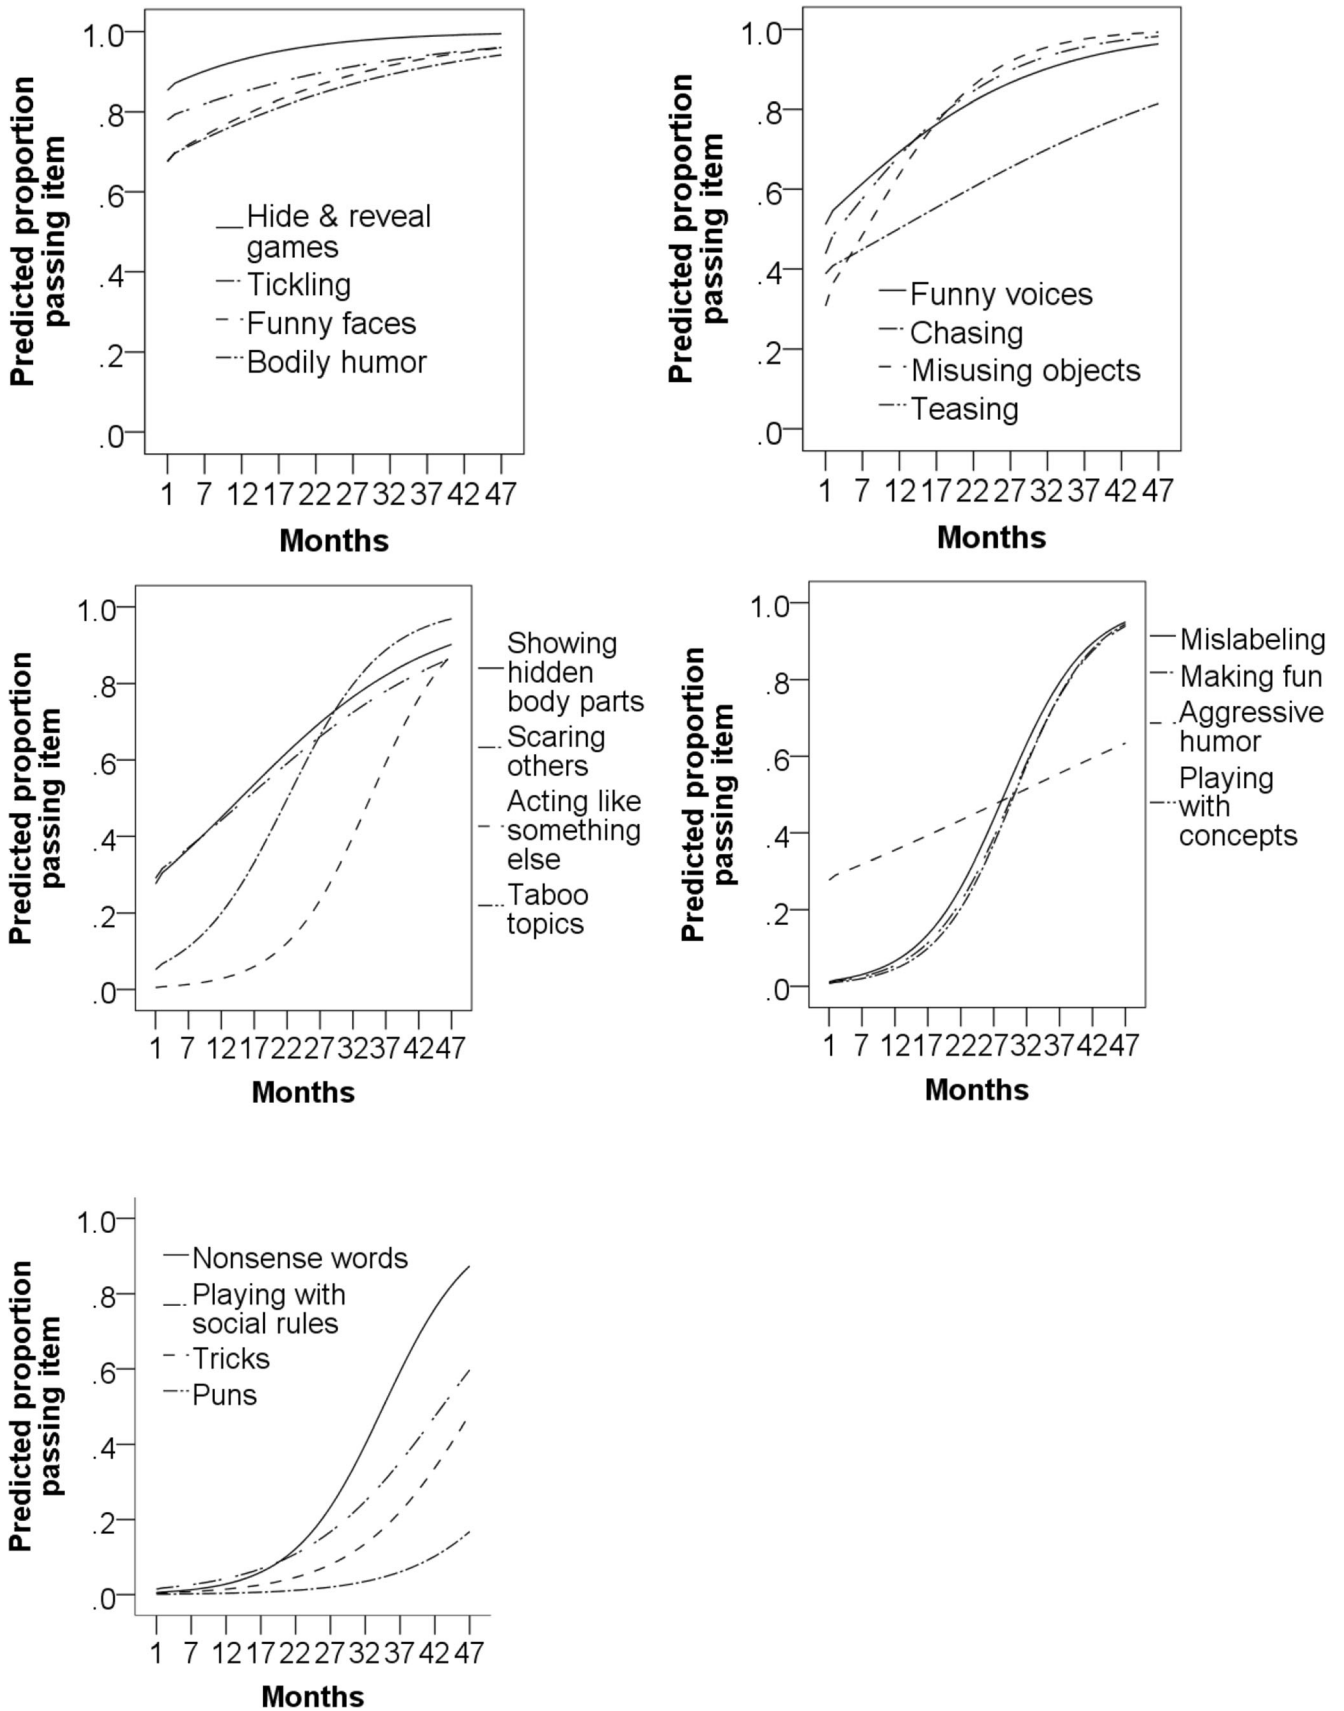 Predicted proportion
passing item
1.0
.8
.6
.4
.2
.0
Hide & reveal
games
Tickling
Funny faces
Bodily humor
1 7 12 17 22 27 32 37 42 47
Months
Predicted proportion
passing item
1.0
.8
.6
.4
.2
.0
Funny voices
Chasing
Misusing objects
Teasing
1 7 12 17 22 27 32 37 42 47
Months
Predicted proportion
passing item
1.0
.8
.6
.4
.2
.0
Showing
hidden
body parts
Scaring
others
Acting like
something
else
Taboo
topics
1 7 12 17 22 27 32 37 42 47
Months
Predicted proportion
passing item
1.0
.8
.6
.4
.2
.0
Mislabeling
Making fun
Aggressive
humor
Playing
with
concepts
1 7 12 17 22 27 32 37 42 47
Months
Predicted proportion
passing item
1.0
.8
.6
.4
.2
.0
Nonsense words
Playing with
social rules
Tricks
Puns
1 7 12 17 22 27 32 37 42 47
Months